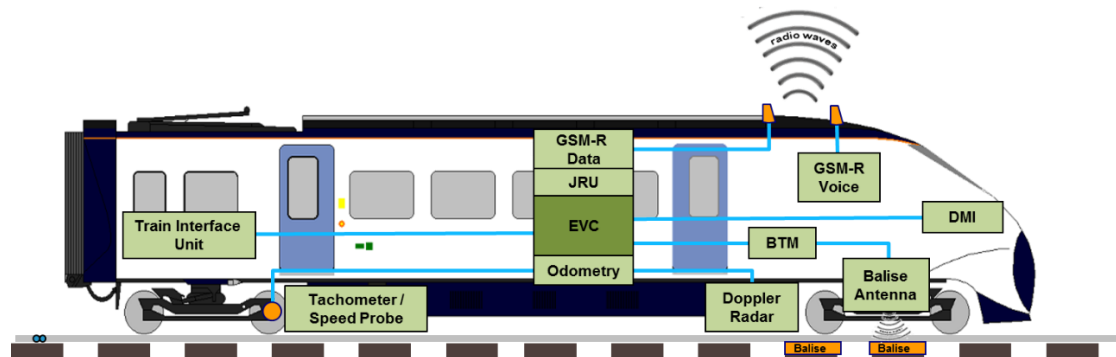 radio waves
GSM-R
Data
GSM-R
Voice
JRU
Train Interface
Unit
EVC
DMI
BTM
Odometry
Tachometer /
Speed Probe
Doppler
Radar
Balise
Antenna
Balise
Balise